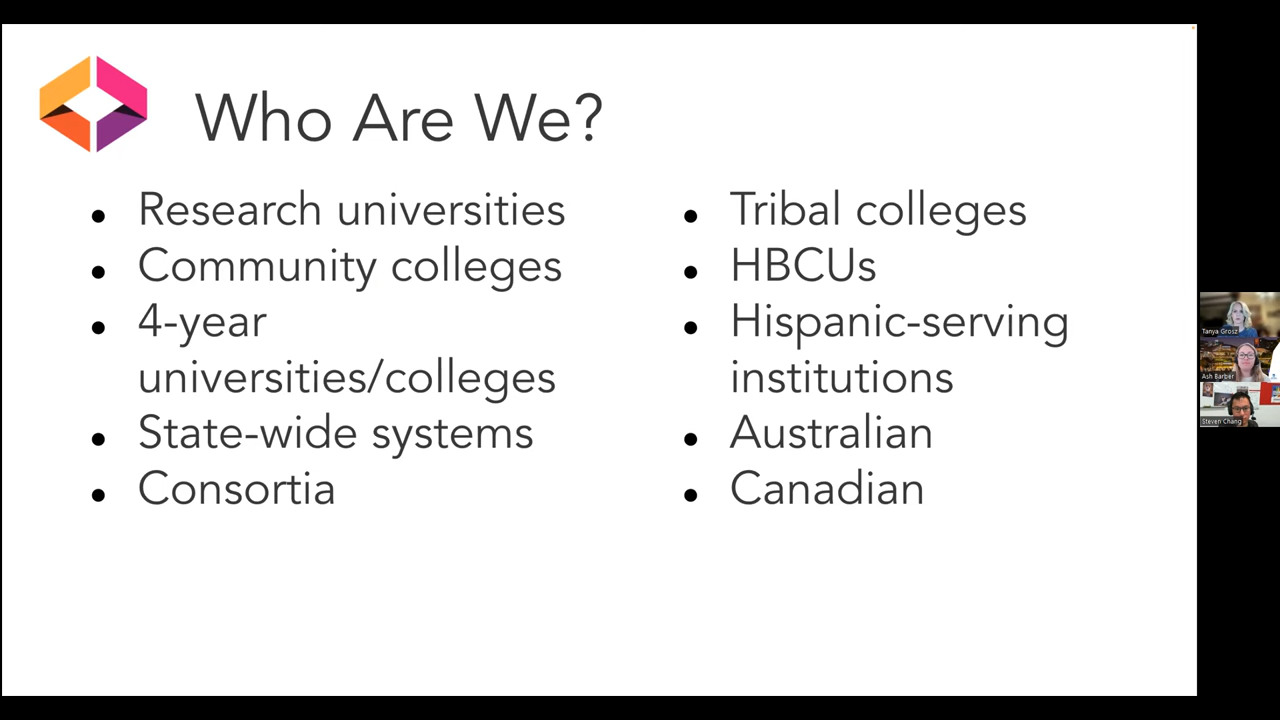 Who Are We?
Research universities
Community colleges
4-year
universities/colleges
State-wide systems
Consortia
Tribal colleges
HBCUs
Hispanic-serving
institutions
Australian
Canadian
Tanya Grosz
Ash Barber
Steven Chang